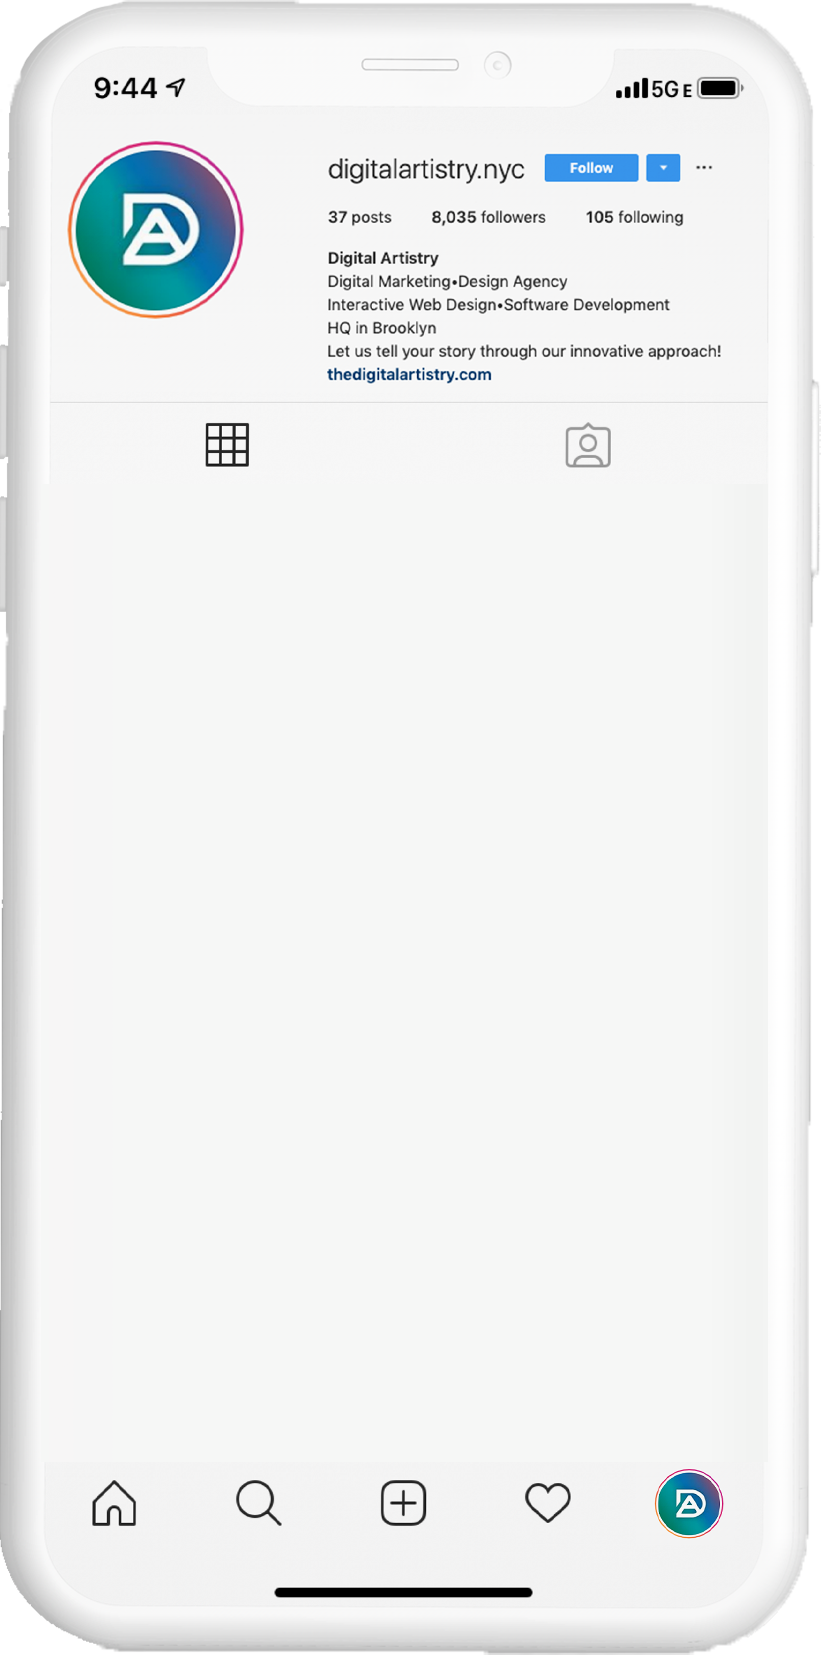 9:44 5G E
digitalartistry.nyc Follow ...
37 posts 8,035 followers 105 following
Digital Artistry
Digital Marketing•Design Agency
Interactive Web Design•Software Development
HQ in Brooklyn
Let us tell your story through our innovative approach!
thedigitalartistry.com